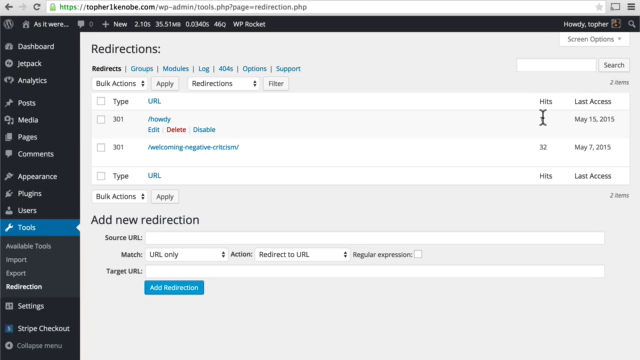 https://topher1kenobe.com/wp-admin/tools.php?page=redirection.php
As it were... 0 + New 2.10s 35.51MB 0.0340s 46Q WP Rocket Howdy, topher
Screen Options
Dashboard
Jetpack
Analytics
Posts
Media
Pages
Comments
Appearance
Plugins
Users
Tools
Available Tools
Import
Export
Redirection
Settings
Stripe Checkout
Collapse menu
Redirections:
Redirects | Groups | Modules | Log | 404s | Options | Support
Search
Bulk Actions Apply Redirections Filter
2 items
Type URL Hits Last Access
301 /howdy May 15, 2015
Edit | Delete | Disable
301 /welcoming-negative-critcism/ 32 May 7, 2015
Type URL Hits Last Access
Bulk Actions Apply
2 items
Add new redirection
Source URL:
Match: URL only Action: Redirect to URL Regular expression:
Target URL:
Add Redirection